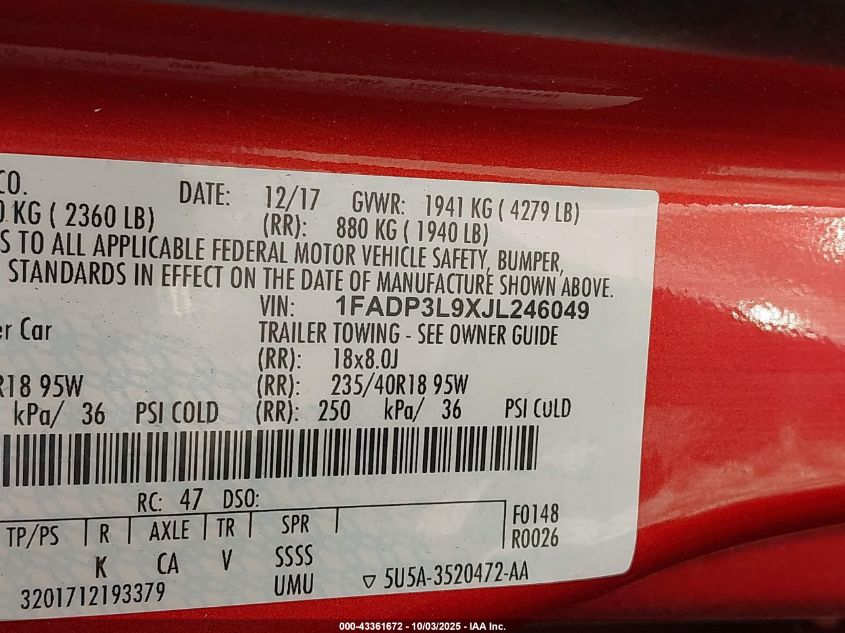 CO.
DATE: 12/17 GVWR: 1941 KG ( 4279 LB)
0 KG ( 2360 LB) (RR): 880 KG ( 1940 LB)
S TO ALL APPLICABLE FEDERAL MOTOR VEHICLE SAFETY, BUMPER,
STANDARDS IN EFFECT ON THE DATE OF MANUFACTURE SHOWN ABOVE.
VIN: 1FADP3L9XJL246049
er Car TRAILER TOWING - SEE OWNER GUIDE
(RR): 18x8.0J
R18 95W (RR): 235/40R18 95W
kPa/ 36 PSI COLD (RR): 250 kPa/ 36 PSI COLD
RC: 47 DSO:
TP/PS R AXLE TR SPR F0148
R0026
K CA V SSSS
3201712193379 UMU 5U5A-3520472-AA
000-43361672 - 10/03/2025 - IAA Inc.